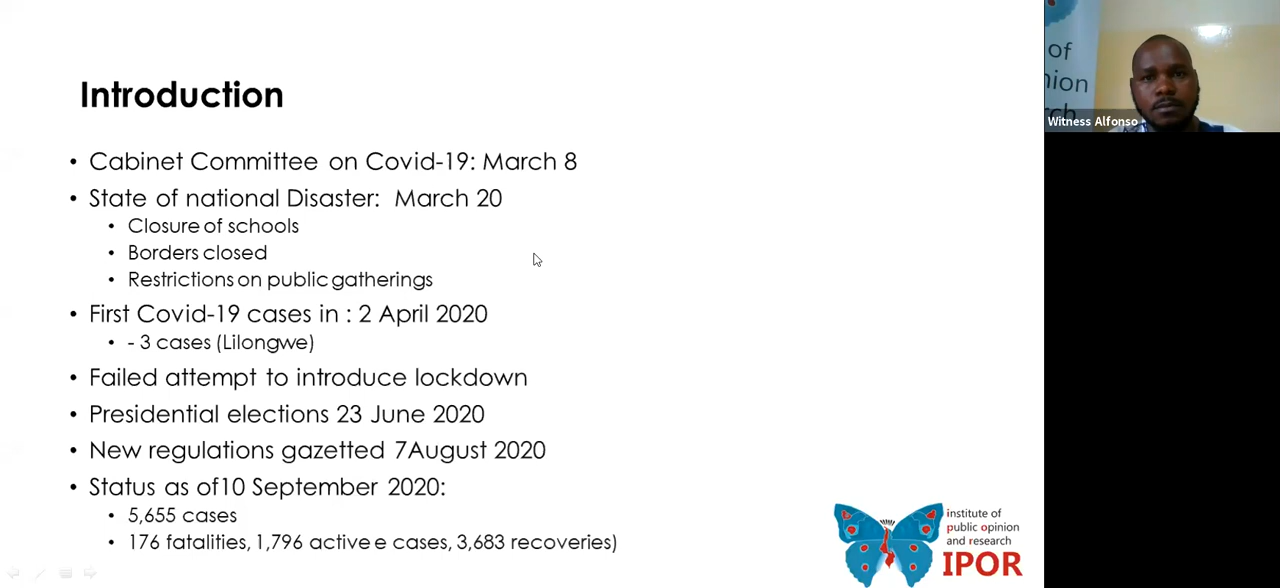 Introduction
• Cabinet Committee on Covid-19: March 8
• State of national Disaster: March 20
• Closure of schools
• Borders closed
• Restrictions on public gatherings
• First Covid-19 cases in : 2 April 2020
• - 3 cases (Lilongwe)
• Failed attempt to introduce lockdown
• Presidential elections 23 June 2020
• New regulations gazetted 7August 2020
• Status as of10 September 2020:
• 5,655 cases
• 176 fatalities, 1,796 active e cases, 3,683 recoveries)
institute of
public opinion
and research
IPOR
of
nion
rch
Witness Alfonso